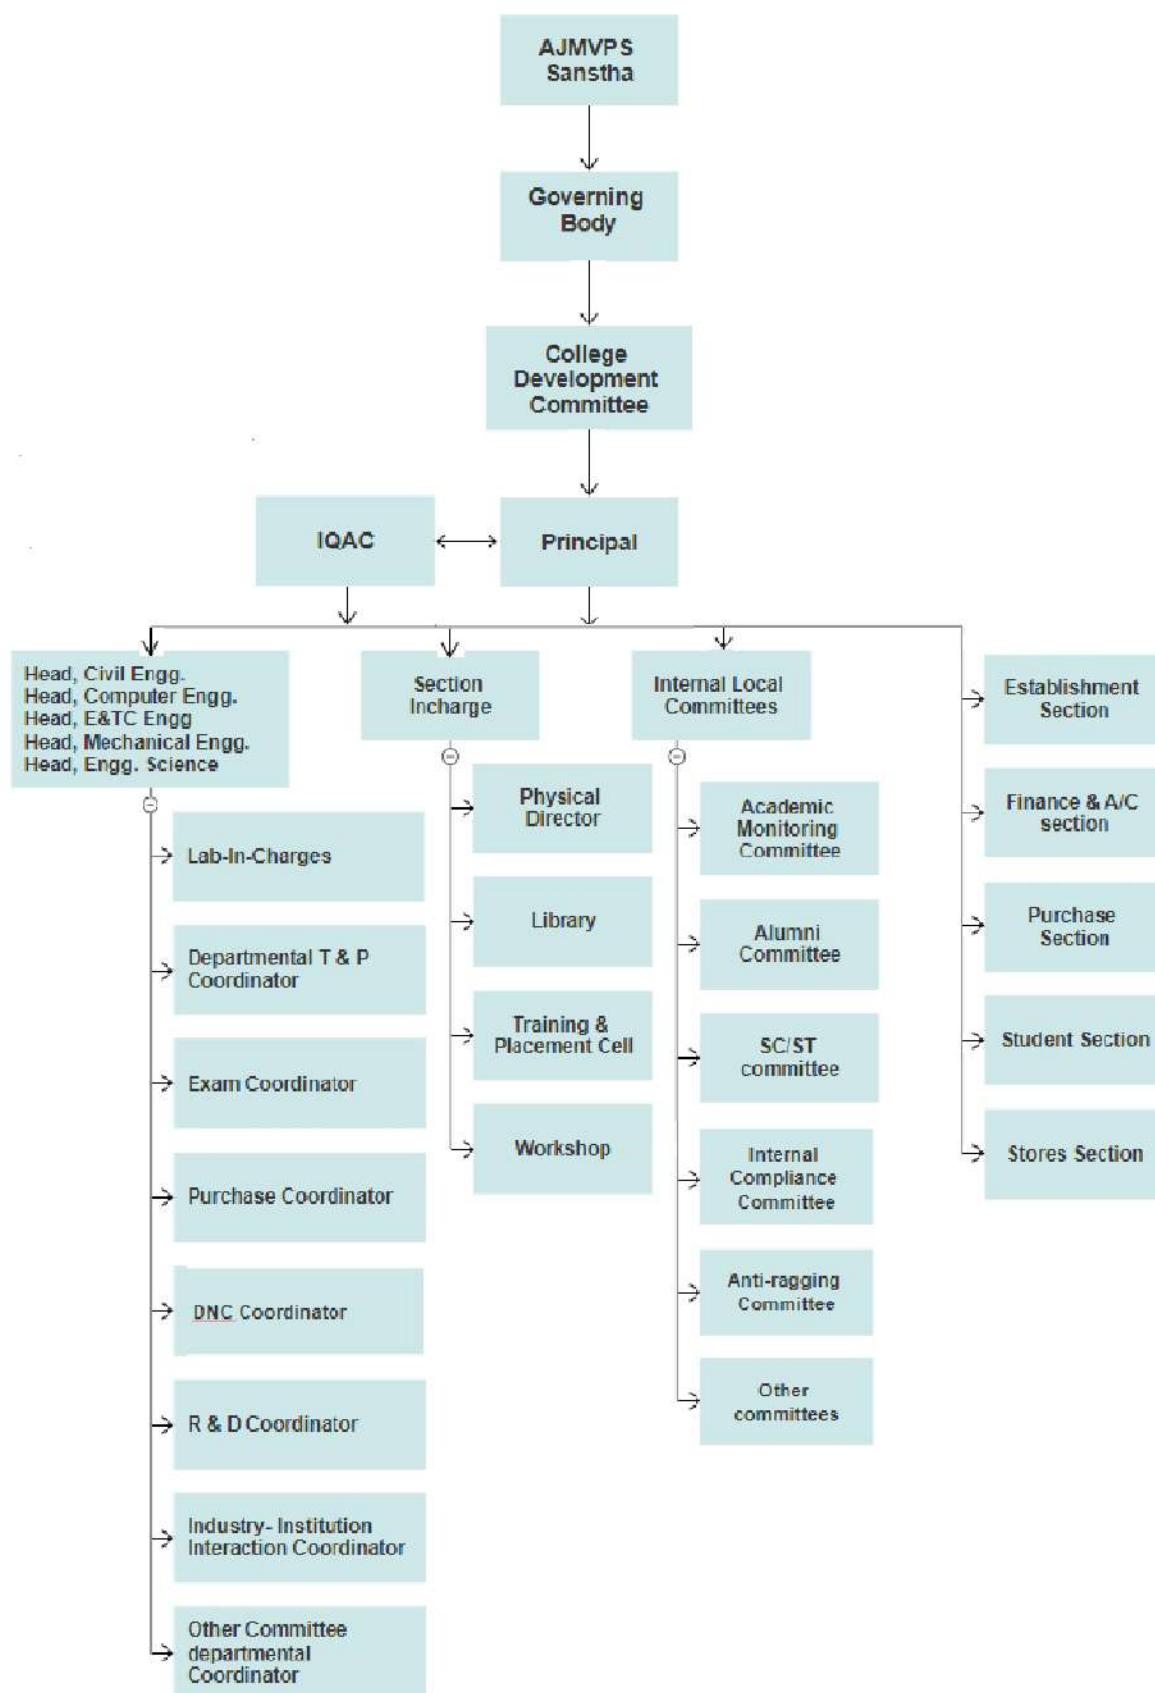 AJMVPS
Sanstha
Governing
Body
College
Development
Committee
IQAC
Principal
Head, Civil Engg.
Head, Computer Engg.
Head, E&TC Engg
Head, Mechanical Engg.
Head, Engg. Science
Lab-In-Charges
Departmental T & P
Coordinator
Exam Coordinator
Purchase Coordinator
DNC Coordinator
R & D Coordinator
Industry- Institution
Interaction Coordinator
Other Committee
departmental
Coordinator
Section
Incharge
Physical
Director
Library
Training &
Placement Cell
Workshop
Internal Local
Committees
Academic
Monitoring
Committee
Alumni
Committee
SC/ST
committee
Internal
Compliance
Committee
Anti-ragging
Committee
Other
committees
Establishment
Section
Finance & A/C
section
Purchase
Section
Student Section
Stores Section